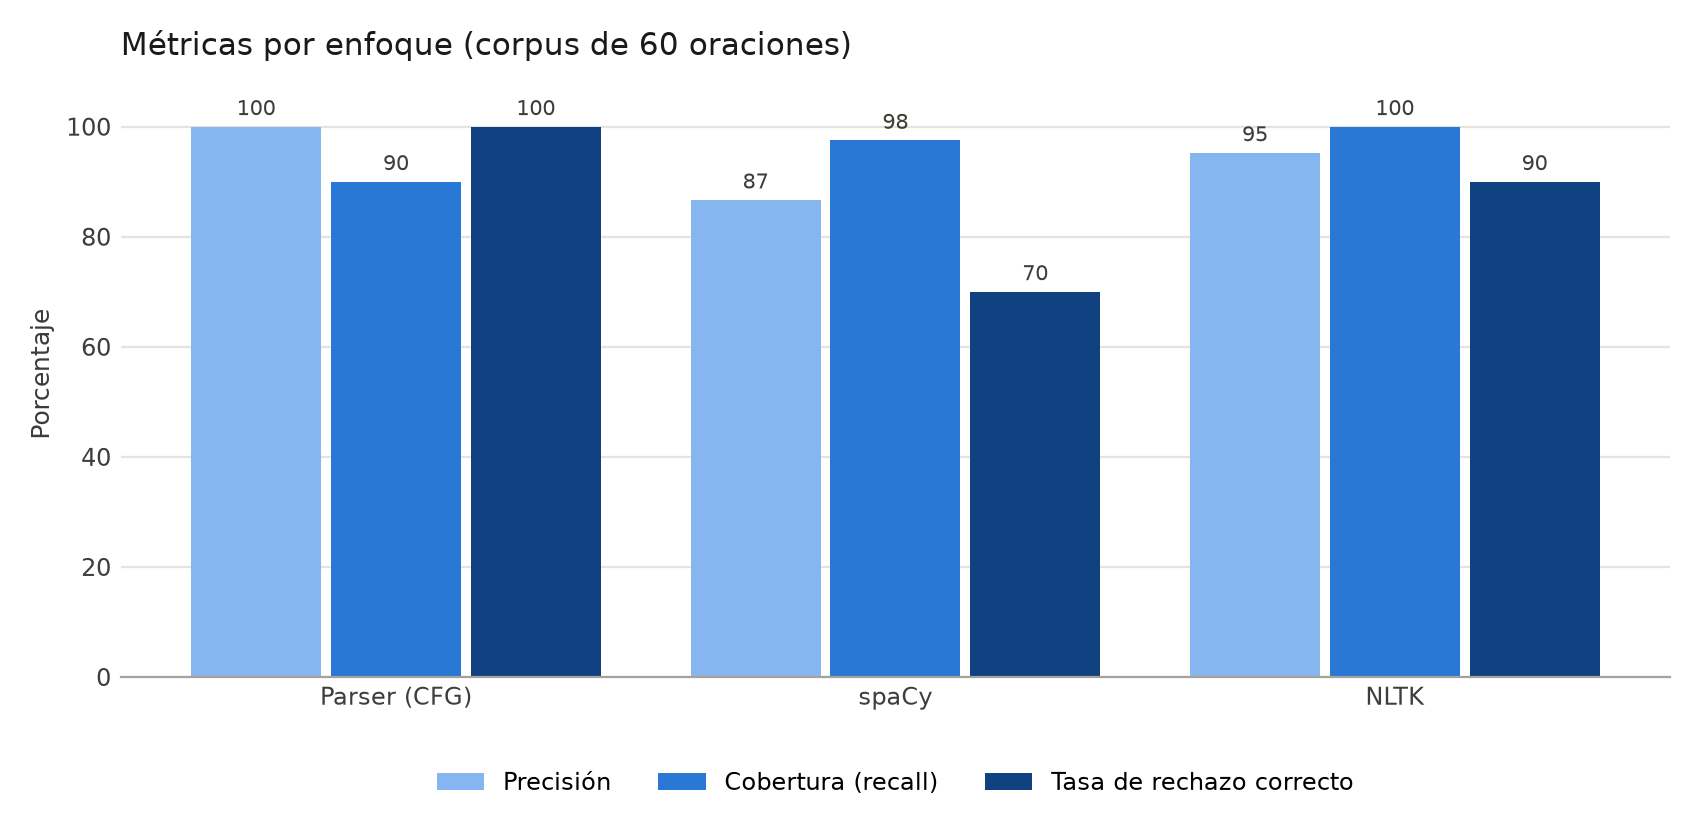 Métricas por enfoque (corpus de 60 oraciones)
Porcentaje
100
80
60
40
20
0
100
90
100
87
98
70
95
100
90
Parser (CFG)
spaCy
NLTK
Precisión
Cobertura (recall)
Tasa de rechazo correcto